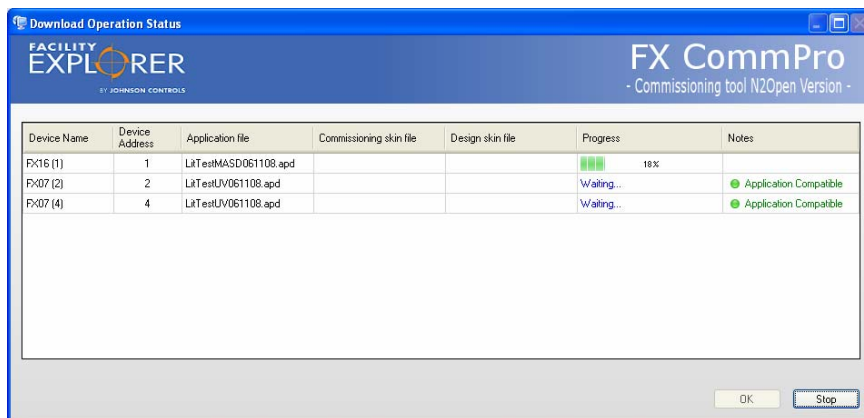 Download Operation Status
FACILITY
EXPLORER
BY JOHNSON CONTROLS
FX CommPro
- Commissioning tool N2Open Version -
Device Name Device Address Application file Commissioning skin file Design skin file Progress Notes
FX16 (1) 1 LitTestMASD061108.apd 18%
FX07 (2) 2 LitTestUV061108.apd Waiting... Application Compatible
FX07 (4) 4 LitTestUV061108.apd Waiting... Application Compatible
OK Stop